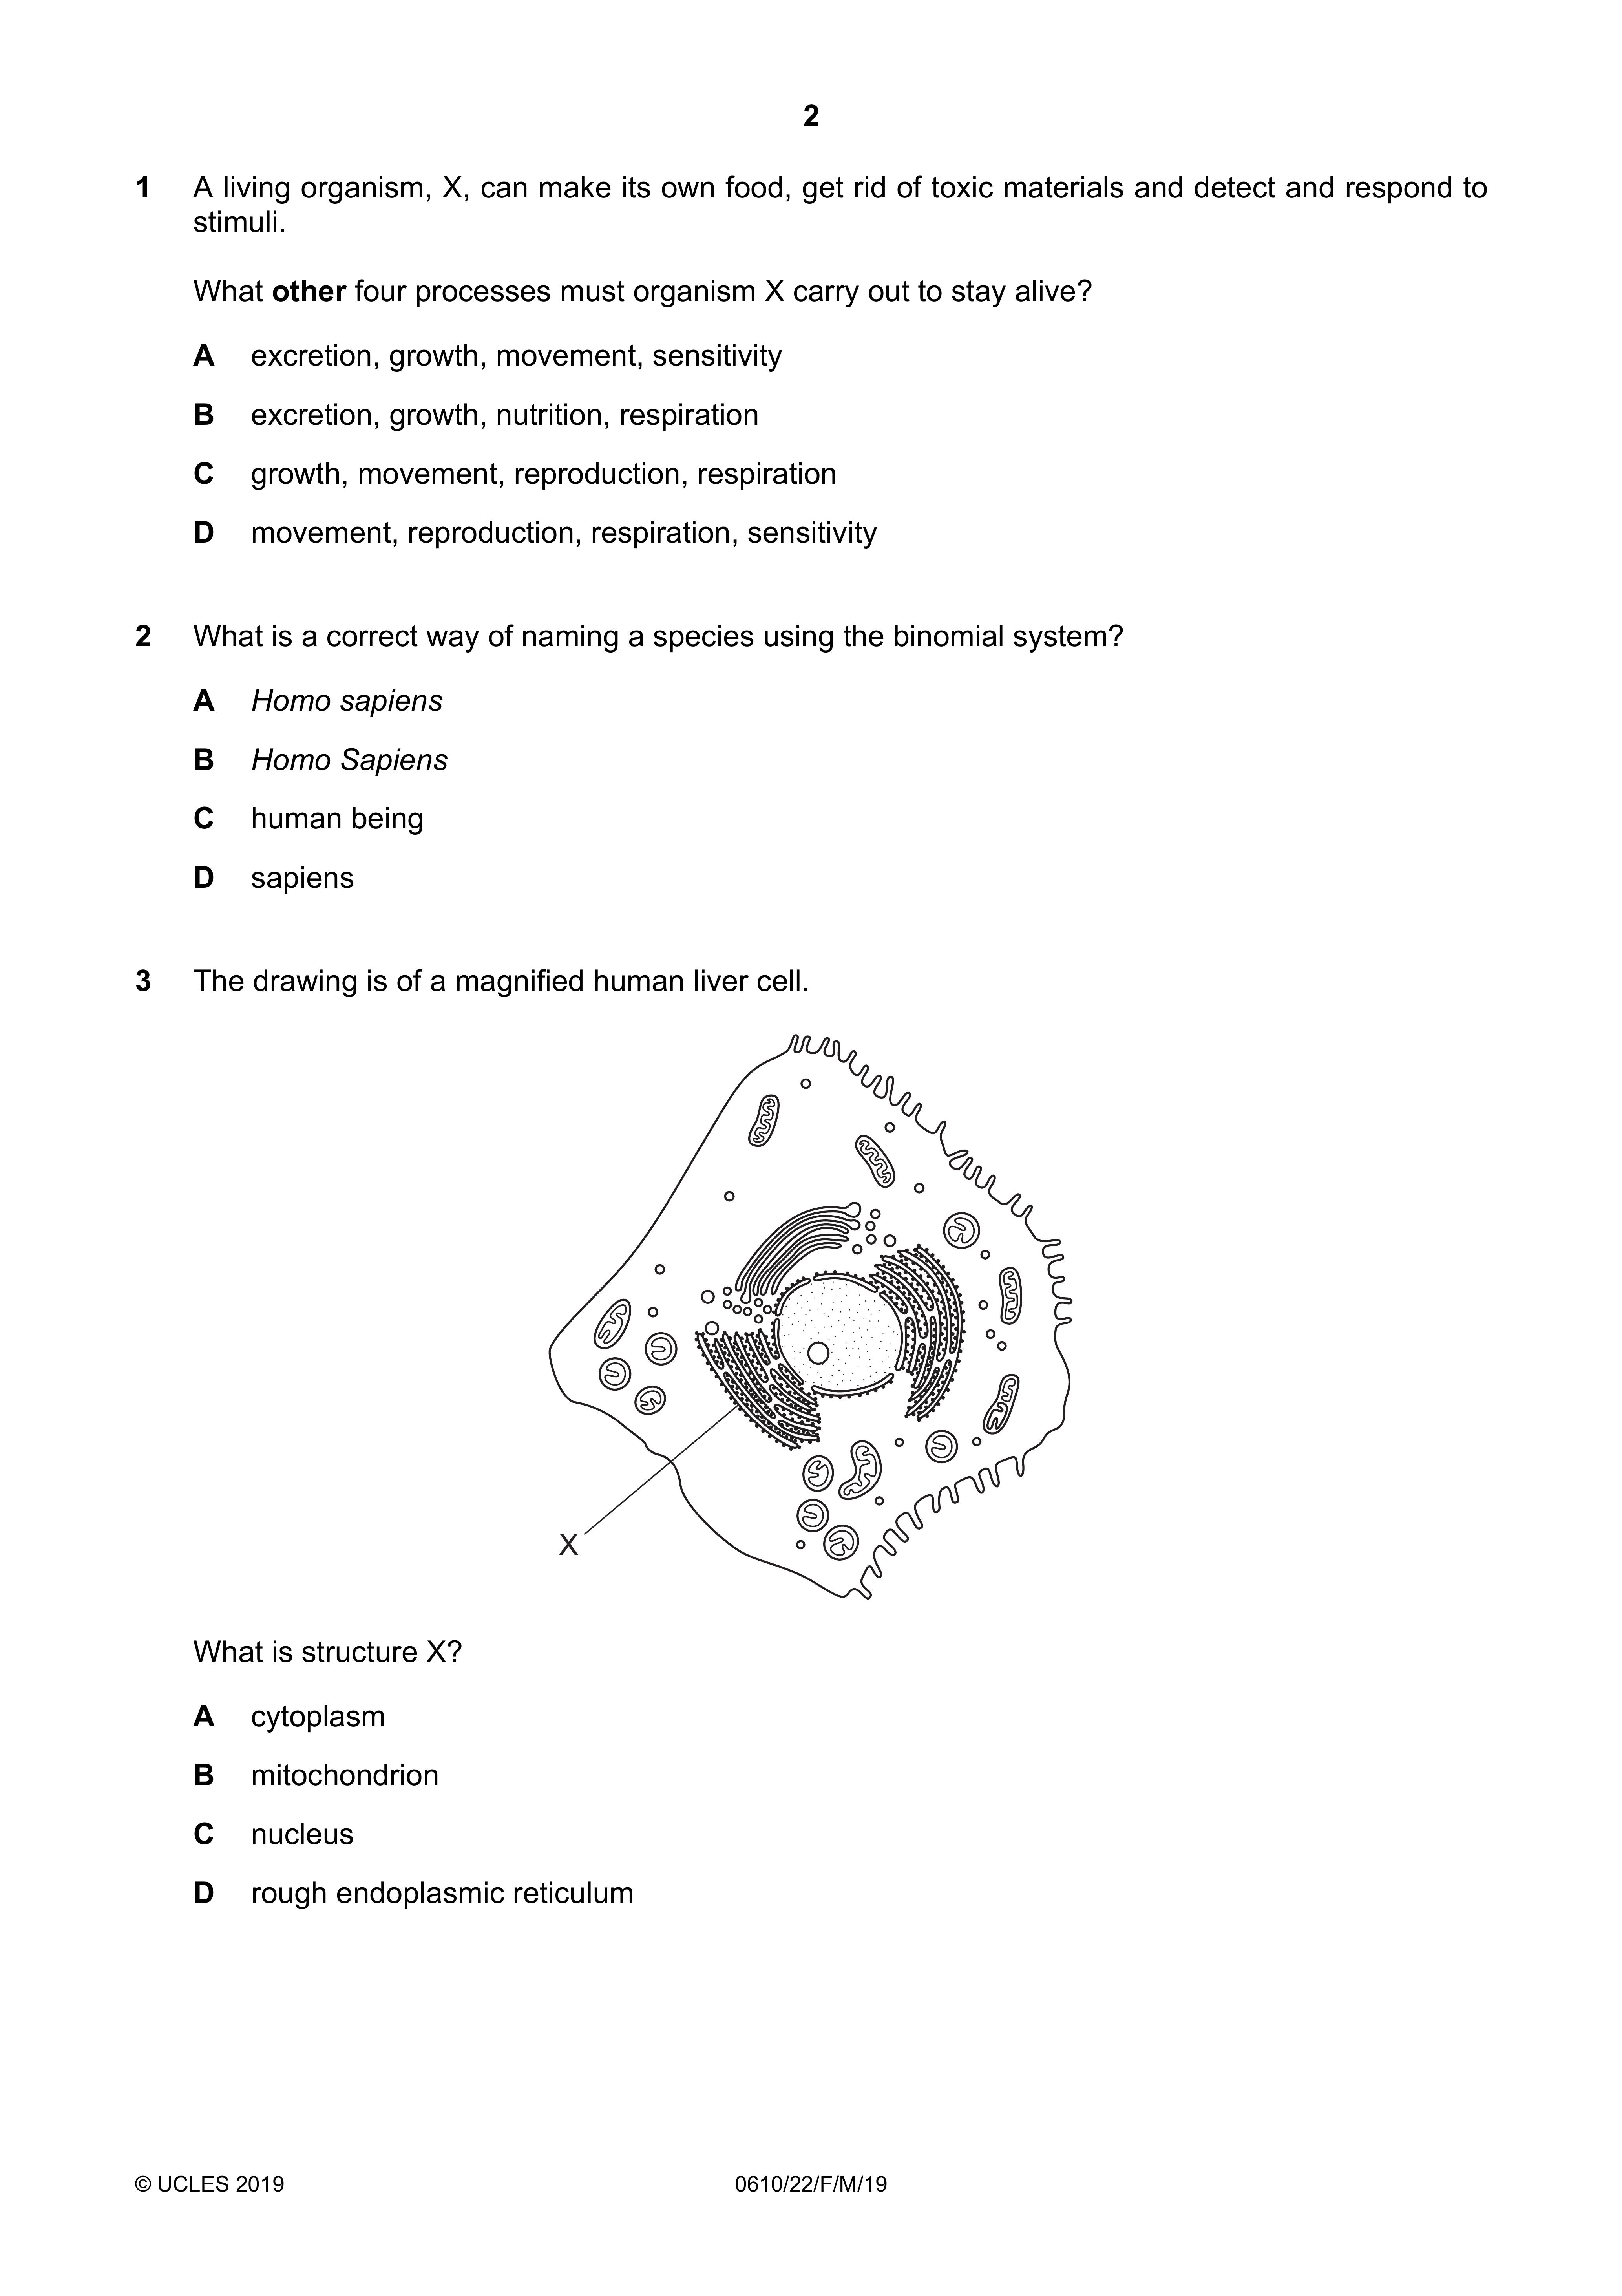 2
1 A living organism, X, can make its own food, get rid of toxic materials and detect and respond to
stimuli.
What other four processes must organism X carry out to stay alive?
A excretion, growth, movement, sensitivity
B excretion, growth, nutrition, respiration
C growth, movement, reproduction, respiration
D movement, reproduction, respiration, sensitivity
2 What is a correct way of naming a species using the binomial system?
A Homo sapiens
B Homo Sapiens
C human being
D sapiens
3 The drawing is of a magnified human liver cell.
X
What is structure X?
A cytoplasm
B mitochondrion
C nucleus
D rough endoplasmic reticulum
© UCLES 2019 0610/22/F/M/19